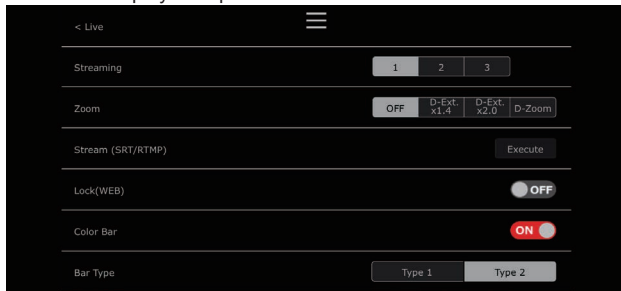 < Live
Streaming 1 2 3
Zoom OFF D-Ext. x1.4 D-Ext. x2.0 D-Zoom
Stream (SRT/RTMP) Execute
Lock(WEB) OFF
Color Bar ON
Bar Type Type 1 Type 2